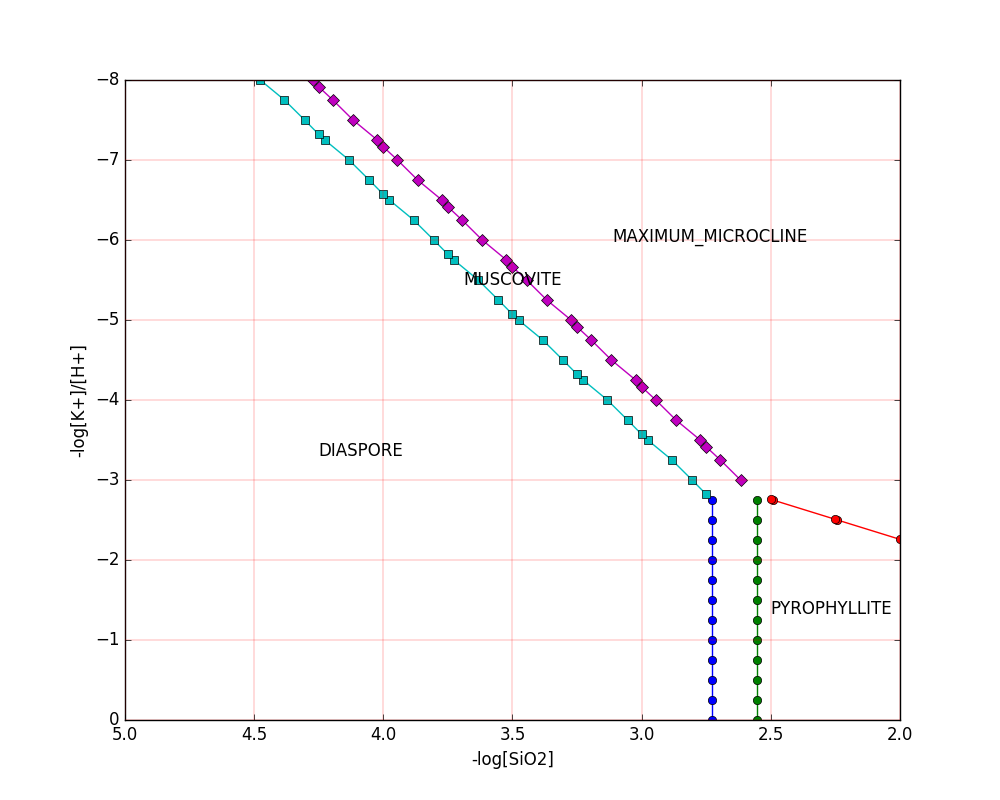 −8
−7
−6
−5
−4
−3
−2
−1
0
-log[K+]/[H+]
MAXIMUM_MICROCLINE
MUSCOVITE
DIASPORE
PYROPHYLLITE
5.0 4.5 4.0 3.5 3.0 2.5 2.0
-log[SiO2]